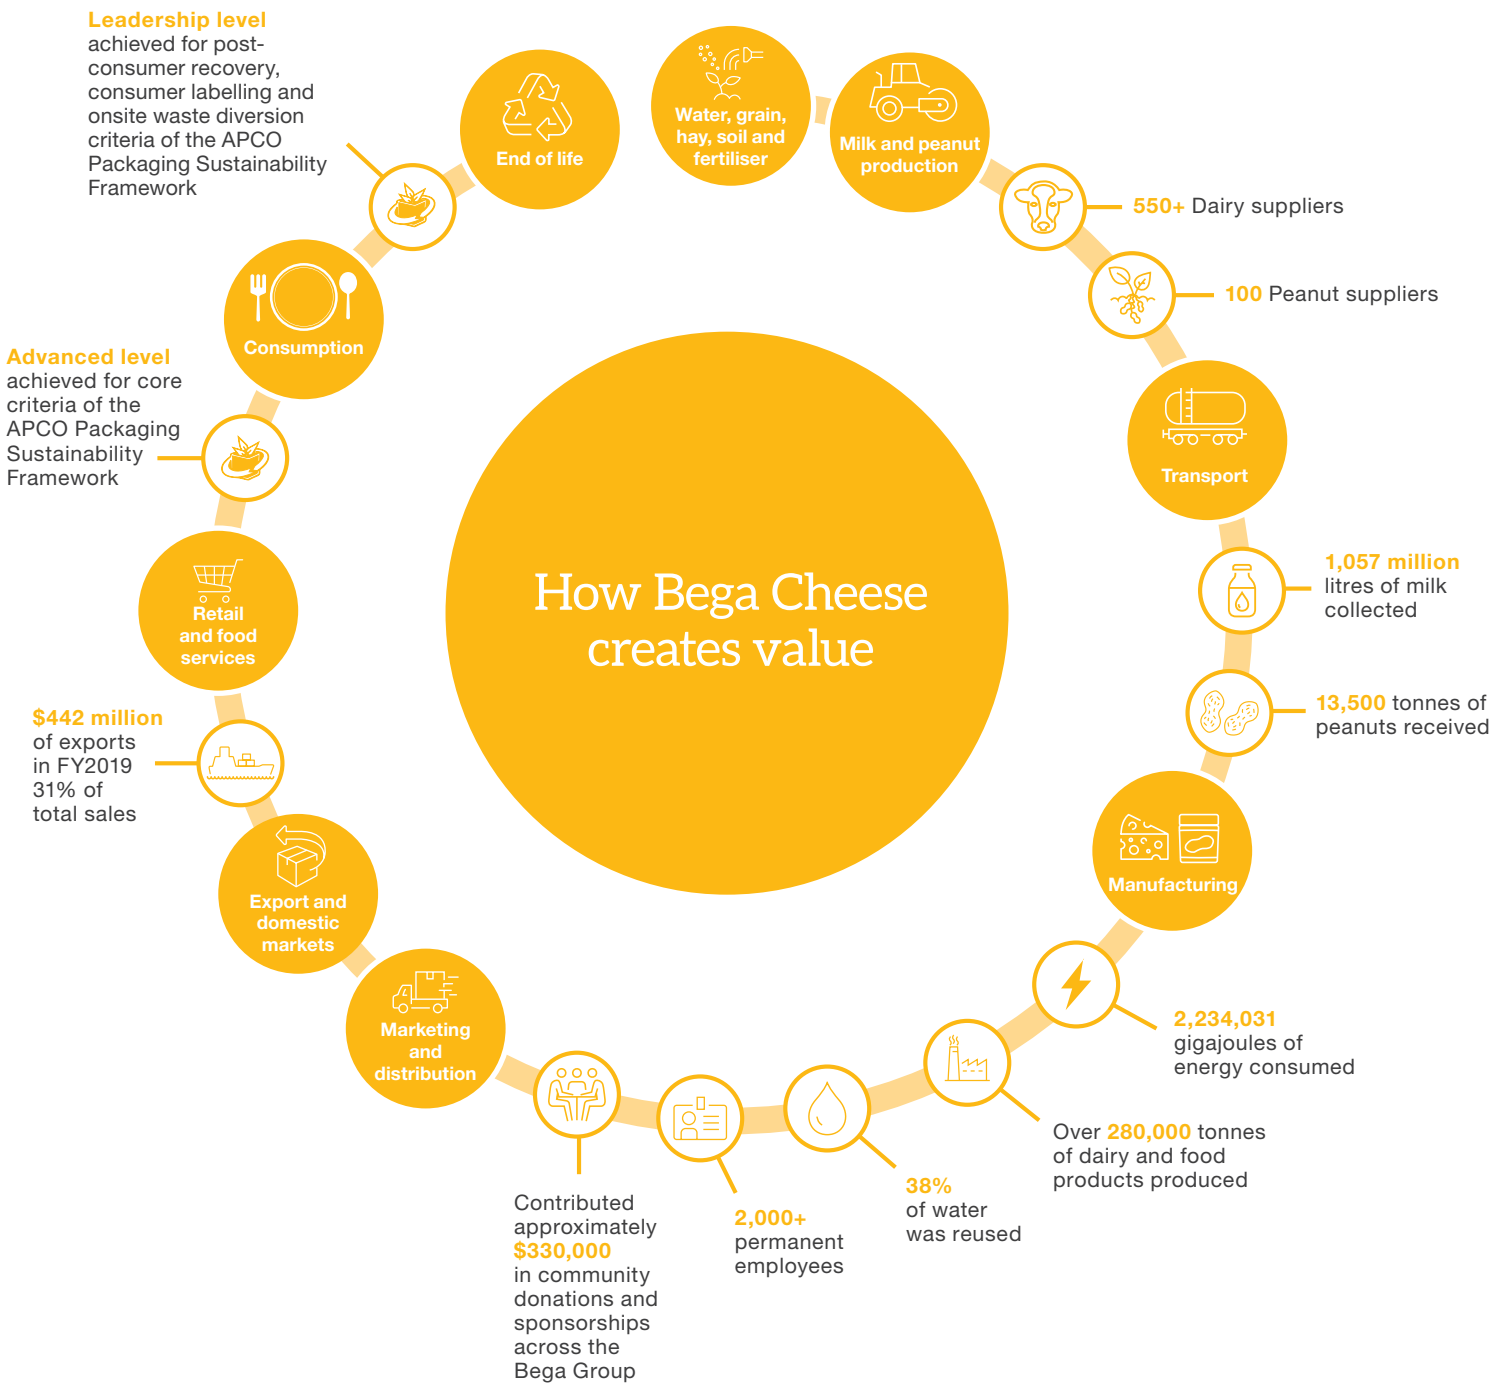 How Bega Cheese
creates value
Water, grain,
hay, soil and
fertiliser
Milk and peanut
production
550+ Dairy suppliers
100 Peanut suppliers
Transport
1,057 million
litres of milk
collected
13,500 tonnes of
peanuts received
Manufacturing
2,234,031
gigajoules of
energy consumed
Over 280,000 tonnes
of dairy and food
products produced
38%
of water
was reused
2,000+
permanent
employees
Contributed
approximately
$330,000
in community
donations and
sponsorships
across the
Bega Group
Marketing
and
distribution
Export and
domestic
markets
$442 million
of exports
in FY2019
31% of
total sales
Retail
and food
services
Advanced level
achieved for core
criteria of the
APCO Packaging
Sustainability
Framework
Consumption
Leadership level
achieved for post-
consumer recovery,
consumer labelling and
onsite waste diversion
criteria of the APCO
Packaging Sustainability
Framework
End of life